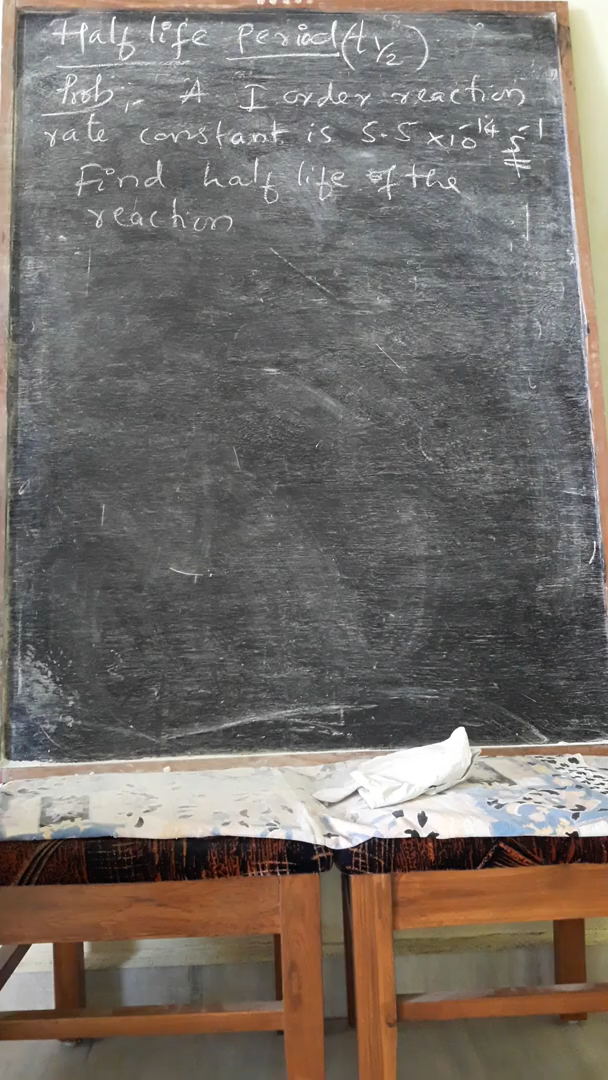 Half life Period (t ½)
Prob:- A I order reaction
rate constant is 5.5 x10⁻¹⁴ s⁻¹
Find half life of the
reaction